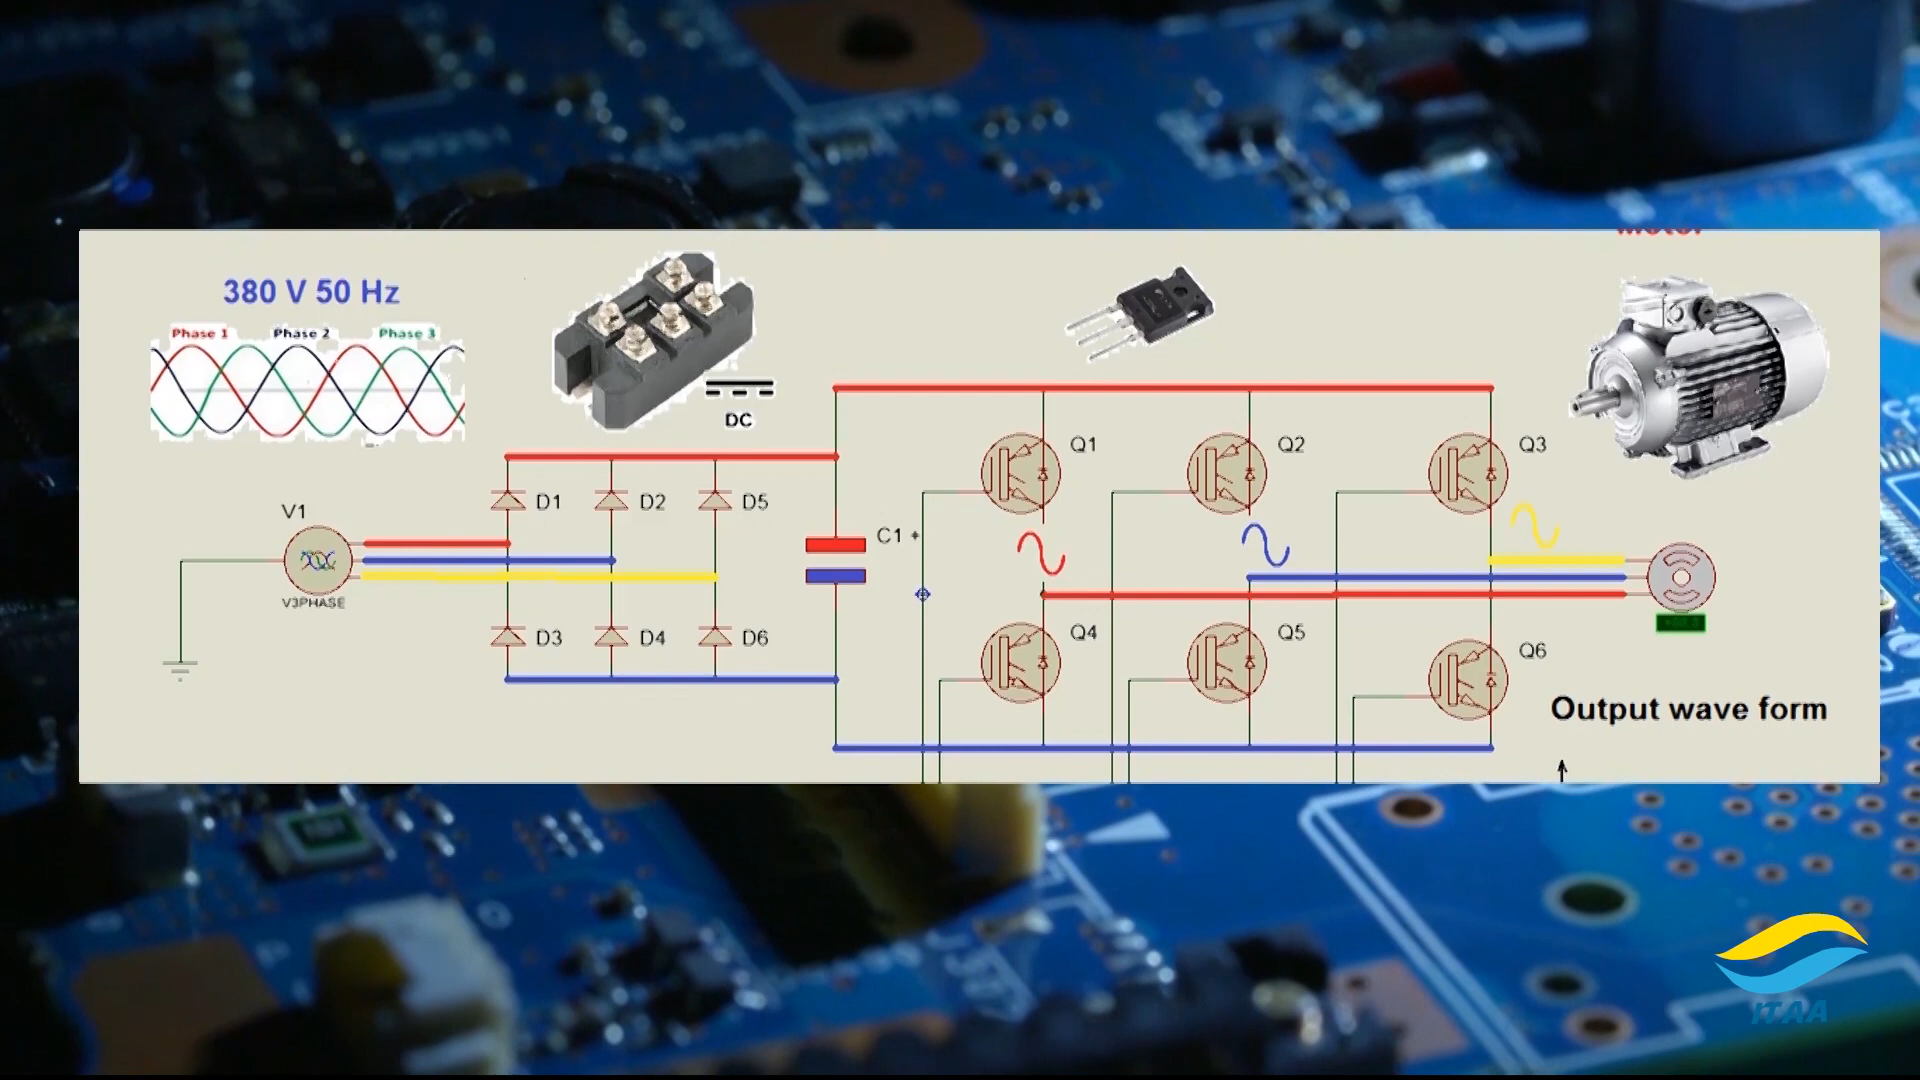 motor
380 V 50 Hz
Phase 1 Phase 2 Phase 3
DC
Q1 Q2 Q3
D1 D2 D5
V1
C1 +
V3PHASE
D3 D4 D6
Q4 Q5 Q6
Output wave form
ITAA